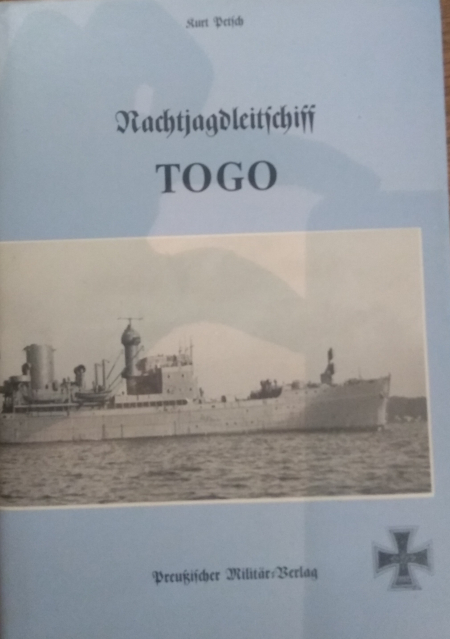 Kurt Petsch
Nachtjagdleitschiff
TOGO
Preußischer Militär-Verlag